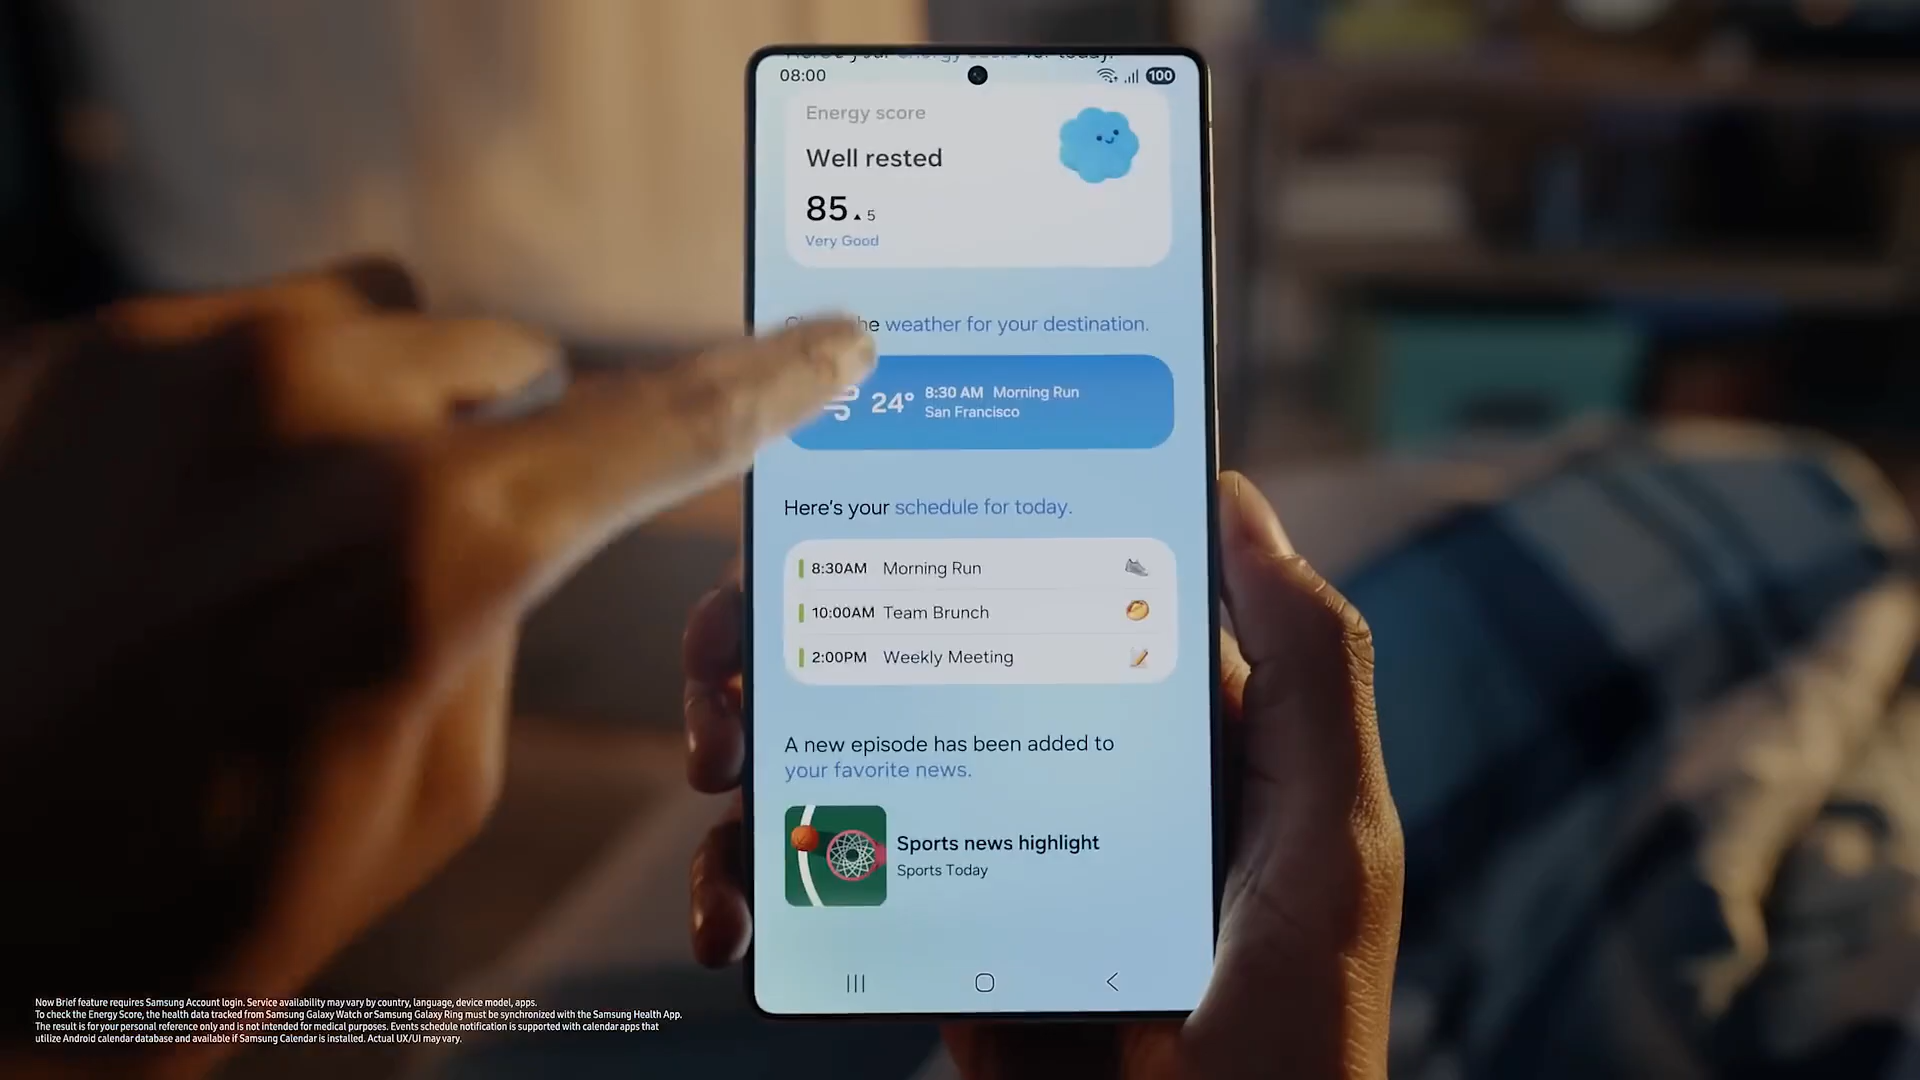 your energy score for today.
08:00
100
Energy score
Well rested
85 ▲ 5
Very Good
weather for your destination.
24° 8:30 AM Morning Run
San Francisco
Here's your schedule for today.
8:30AM Morning Run
10:00AM Team Brunch
2:00PM Weekly Meeting
A new episode has been added to
your favorite news.
Sports news highlight
Sports Today
Now Brief feature requires Samsung Account login. Service availability may vary by country, language, device model, apps.
To check the Energy Score, the health data tracked from Samsung Galaxy Watch or Samsung Galaxy Ring must be synchronized with the Samsung Health App.
The result is for your personal reference only and is not intended for medical purposes. Events schedule notification is supported with calendar apps that
utilize Android calendar database and available if Samsung Calendar is installed. Actual UX/UI may vary.